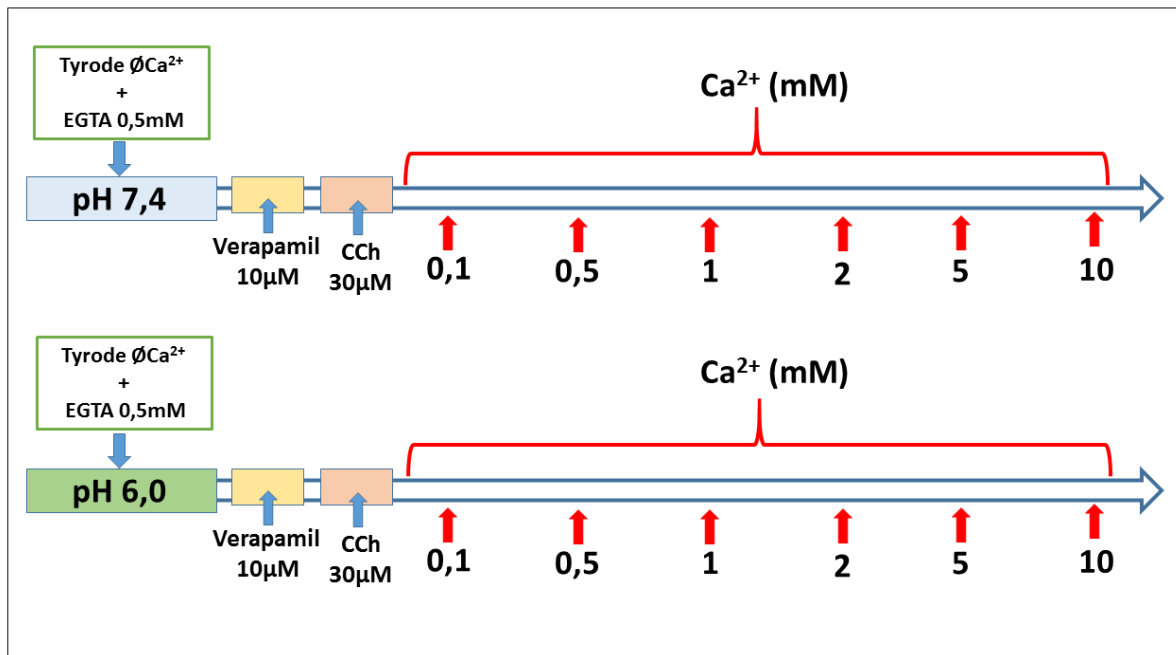 Tyrode ØCa²⁺
+
EGTA 0,5mM
Ca²⁺ (mM)
pH 7,4
Verapamil
10µM
CCh
30µM
0,1
0,5
1
2
5
10
Tyrode ØCa²⁺
+
EGTA 0,5mM
Ca²⁺ (mM)
pH 6,0
Verapamil
10µM
CCh
30µM
0,1
0,5
1
2
5
10